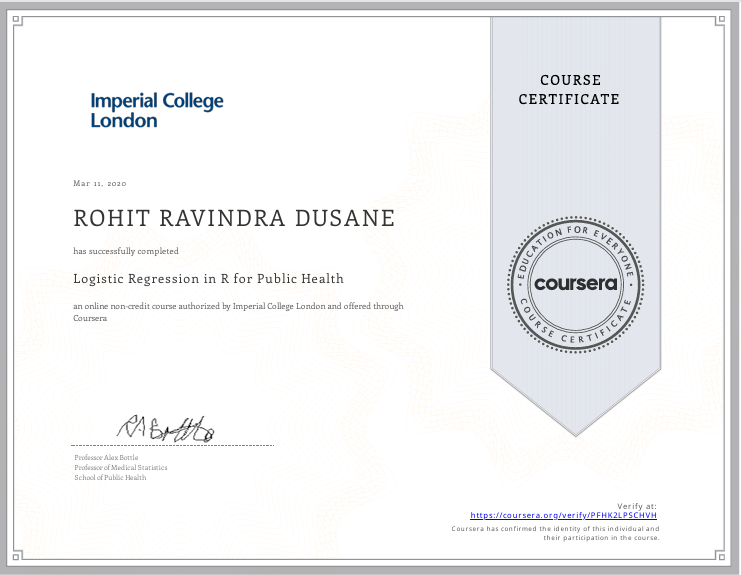 Imperial College
London
COURSE
CERTIFICATE
Mar 11, 2020
ROHIT RAVINDRA DUSANE
has successfully completed
Logistic Regression in R for Public Health
an online non-credit course authorized by Imperial College London and offered through
Coursera
EDUCATION FOR EVERYONE
coursera
COURSE CERTIFICATE
Professor Alex Bottle
Professor of Medical Statistics
School of Public Health
Verify at:
https://coursera.org/verify/PFHK2LPSCHVH
Coursera has confirmed the identity of this individual and
their participation in the course.